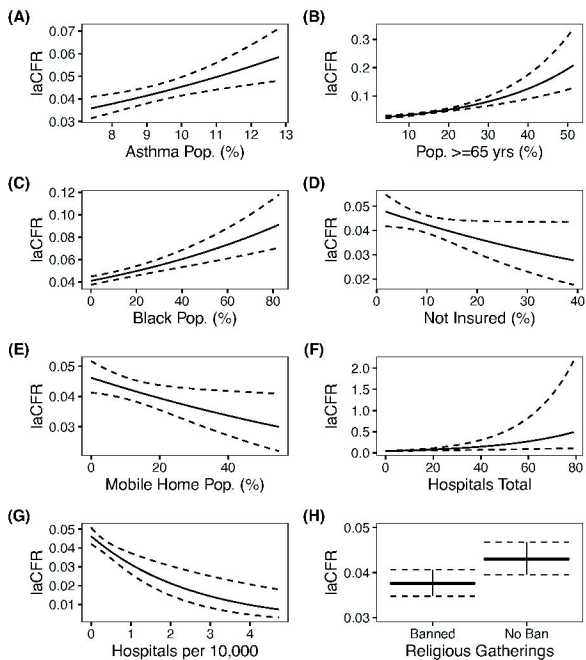 (A)
laCFR
0.07
0.06
0.05
0.04
0.03
8 9 10 11 12 13
Asthma Pop. (%)
(B)
laCFR
0.3
0.2
0.1
10 20 30 40 50
Pop. >=65 yrs (%)
(C)
laCFR
0.12
0.10
0.08
0.06
0.04
0 20 40 60 80
Black Pop. (%)
(D)
laCFR
0.05
0.04
0.03
0.02
0 10 20 30 40
Not Insured (%)
(E)
laCFR
0.05
0.04
0.03
0 20 40
Mobile Home Pop. (%)
(F)
laCFR
2.0
1.5
1.0
0.5
0.0
0 20 40 60 80
Hospitals Total
(G)
laCFR
0.05
0.04
0.03
0.02
0.01
0 1 2 3 4
Hospitals per 10,000
(H)
laCFR
0.05
0.04
0.03
Banned No Ban
Religious Gatherings